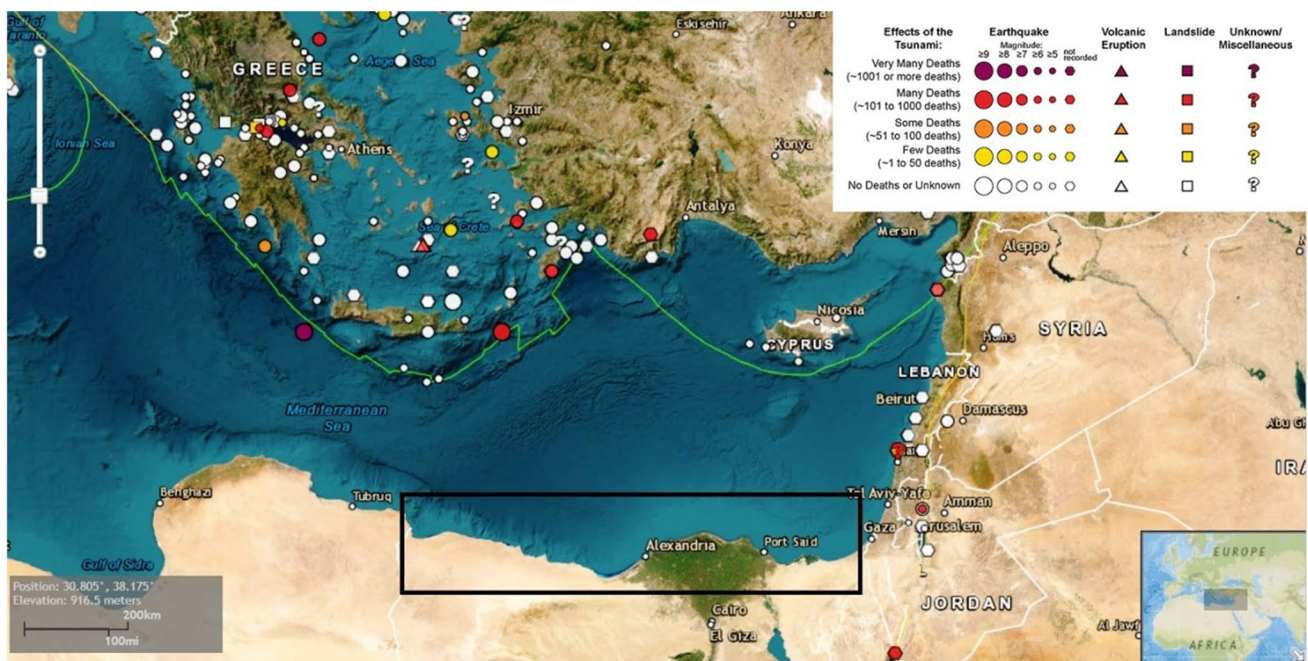 Gulf of
Taranto
GREECE
Aegean Sea
Eskisehir
Ankara
Izmir
Ionian Sea
Athens
Konya
Sea Crete
Antalya
Mersin
Aleppo
Nicosia
CYPRUS
Homs
SYRIA
LEBANON
Beirut
Damascus
Abu
Mediterranean
Sea
IR
Benghazi
Tubruq
Tel Aviv-Yafo
Amman
Gaza
Jerusalem
Alexandria
Port Said
Gulf of Sidra
Cairo
El Giza
JORDAN
Al Jawf
Position: 30.805°, 38.175°
Elevation: 916.5 meters
200km
100mi
EUROPE
AFRICA
Effects of the
Tsunami:
Earthquake
Magnitude:
≥9 ≥8 ≥7 ≥6 ≥5 not
recorded
Volcanic
Eruption
Landslide
Unknown/
Miscellaneous
Very Many Deaths
(~1001 or more deaths)
?
Many Deaths
(~101 to 1000 deaths)
?
Some Deaths
(~51 to 100 deaths)
?
Few Deaths
(~1 to 50 deaths)
?
No Deaths or Unknown
?